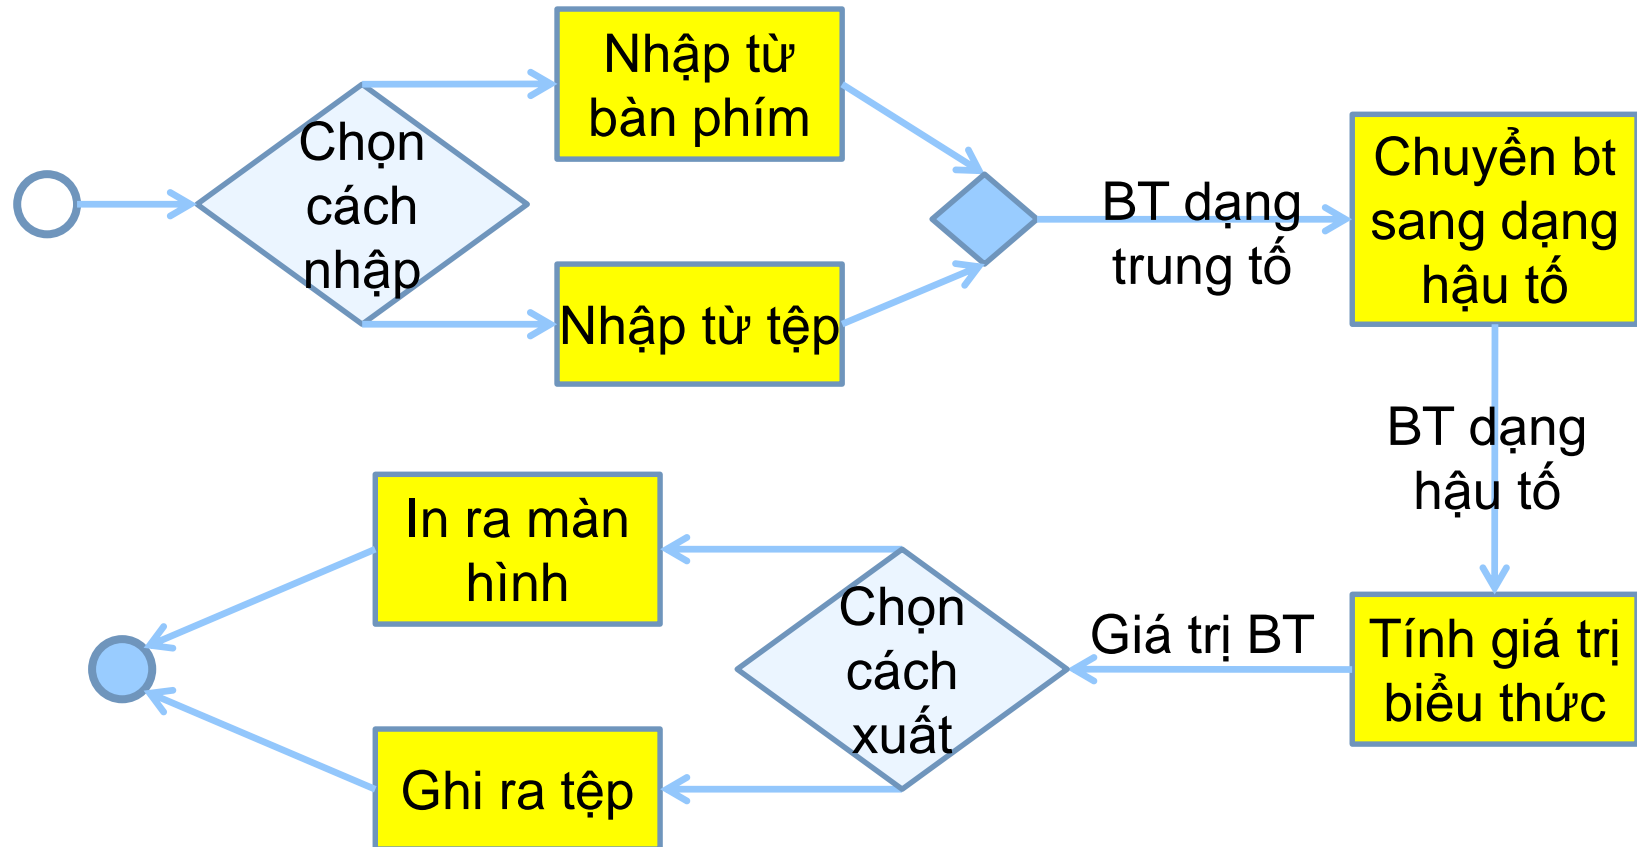 Nhập từ
bàn phím
Chọn
cách
nhập
Nhập từ tệp
BT dạng
trung tố
Chuyển bt
sang dạng
hậu tố
BT dạng
hậu tố
Tính giá trị
biểu thức
Giá trị BT
Chọn
cách
xuất
In ra màn
hình
Ghi ra tệp